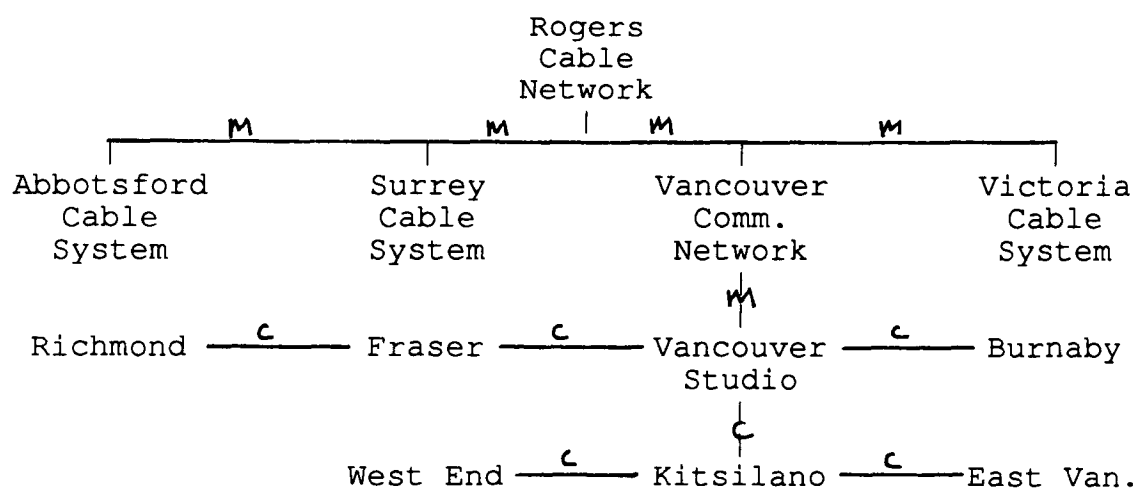 Rogers
Cable
Network
M M M M
Abbotsford Surrey Vancouver Victoria
Cable Cable Comm. Cable
System System Network System
M
Richmond C Fraser C Vancouver C Burnaby
Studio
C
West End C Kitsilano C East Van.